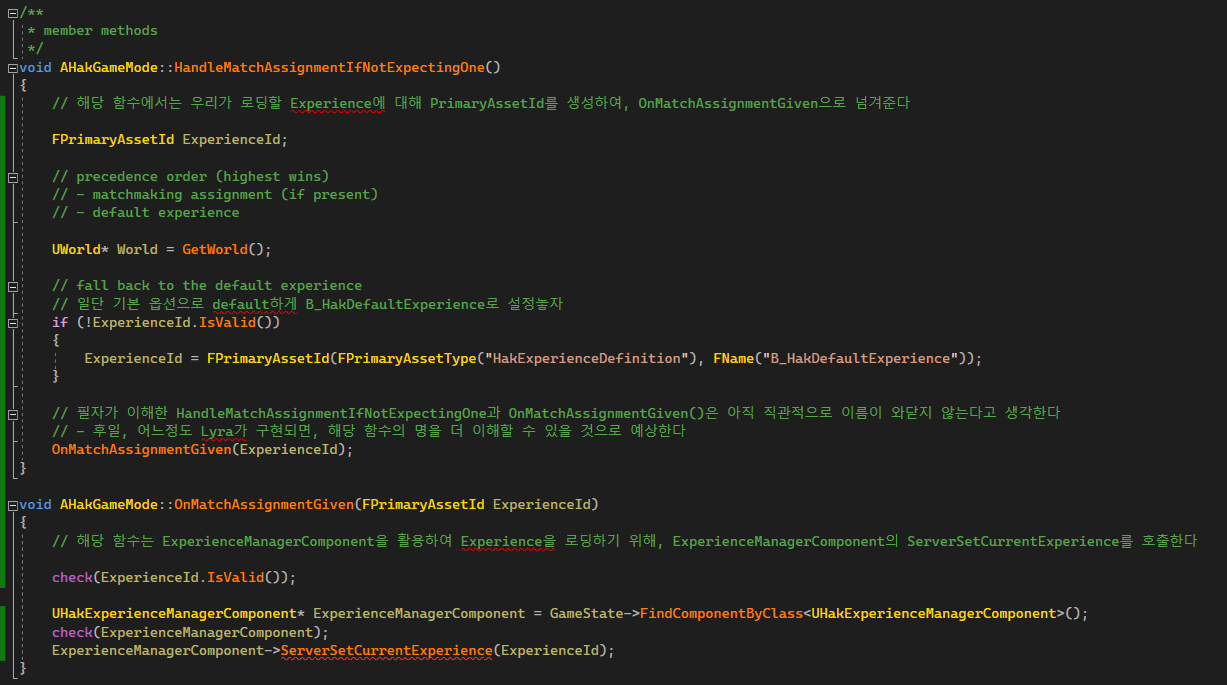 /**
 * member methods
 */
void AHakGameMode::HandleMatchAssignmentIfNotExpectingOne()
{
    // 해당 함수에서는 우리가 로딩할 Experience에 대해 PrimaryAssetId를 생성하여, OnMatchAssignmentGiven으로 넘겨준다
    FPrimaryAssetId ExperienceId;
    // precedence order (highest wins)
    // - matchmaking assignment (if present)
    // - default experience
    UWorld* World = GetWorld();
    // fall back to the default experience
    // 일단 기본 옵션으로 default하게 B_HakDefaultExperience로 설정놓자
    if (!ExperienceId.IsValid())
    {
        ExperienceId = FPrimaryAssetId(FPrimaryAssetType("HakExperienceDefinition"), FName("B_HakDefaultExperience"));
    }
    // 필자가 이해한 HandleMatchAssignmentIfNotExpectingOne과 OnMatchAssignmentGiven()은 아직 직관적으로 이름이 와닫지 않는다고 생각한다
    // - 후일, 어느정도 Lyra가 구현되면, 해당 함수의 명을 더 이해할 수 있을 것으로 예상한다
    OnMatchAssignmentGiven(ExperienceId);
}
void AHakGameMode::OnMatchAssignmentGiven(FPrimaryAssetId ExperienceId)
{
    // 해당 함수는 ExperienceManagerComponent을 활용하여 Experience을 로딩하기 위해, ExperienceManagerComponent의 ServerSetCurrentExperience를 호출한다
    check(ExperienceId.IsValid());
    UHakExperienceManagerComponent* ExperienceManagerComponent = GameState->FindComponentByClass<UHakExperienceManagerComponent>();
    check(ExperienceManagerComponent);
    ExperienceManagerComponent->ServerSetCurrentExperience(ExperienceId);
}